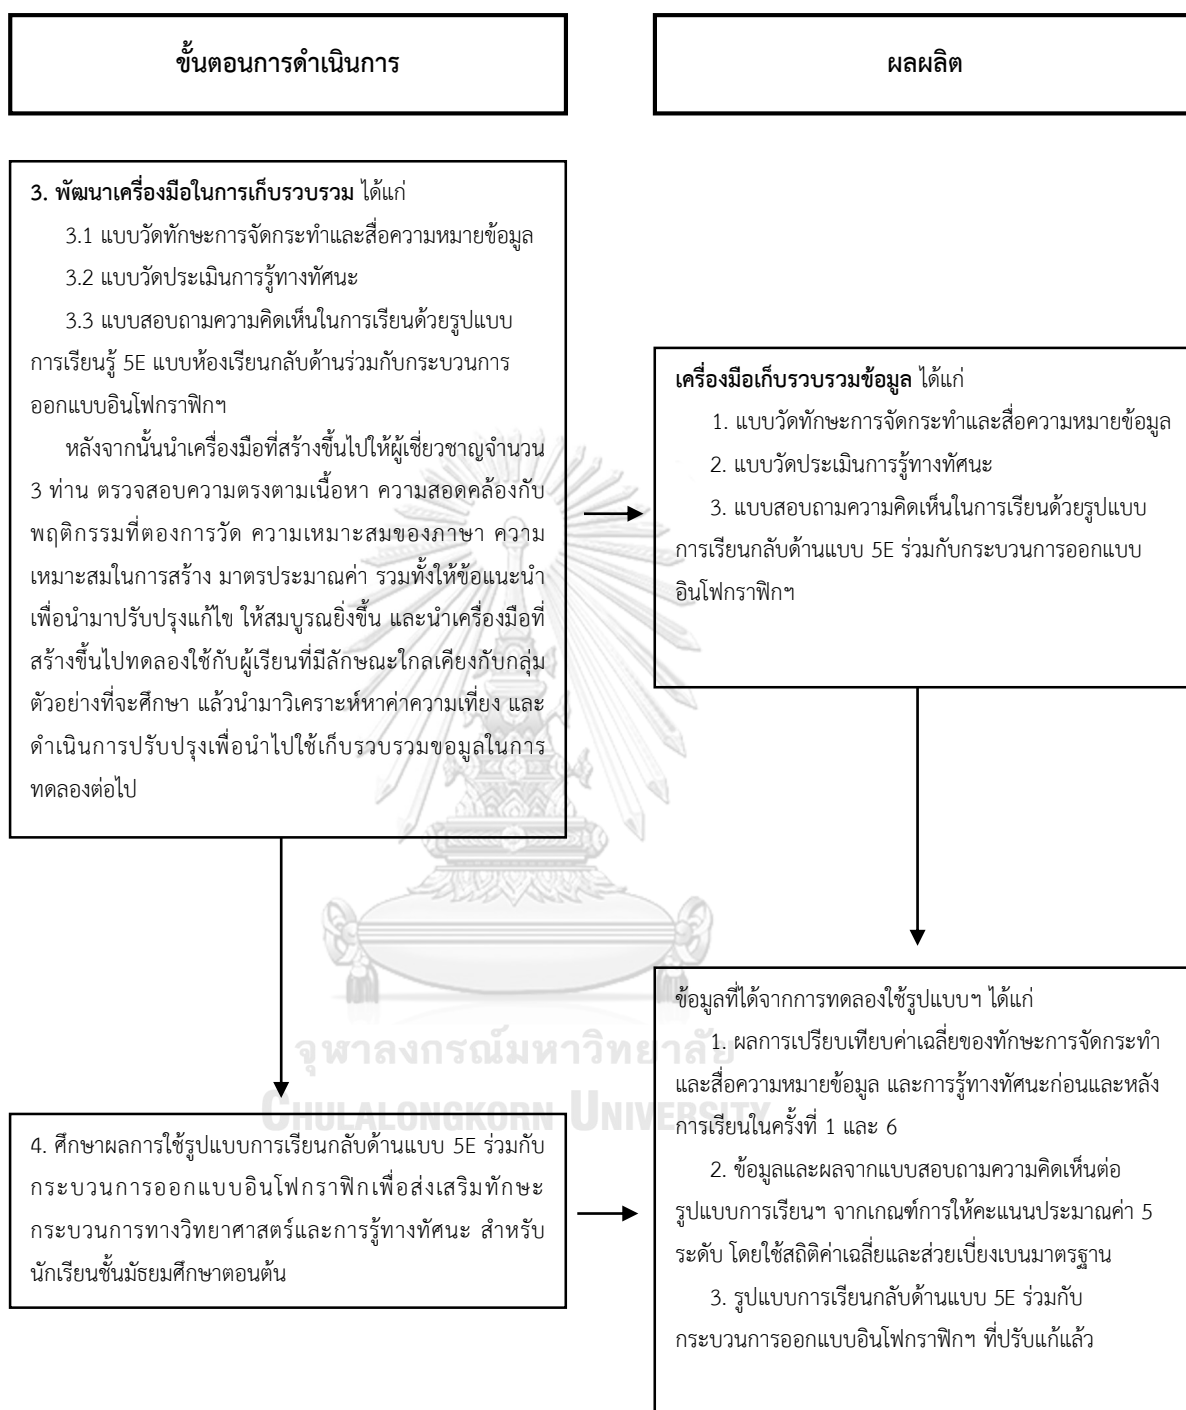 ขั้นตอนการดำเนินการ
ผลผลิต
3. พัฒนาเครื่องมือในการเก็บรวบรวม ได้แก่
3.1 แบบวัดทักษะการจัดกระทำและสื่อความหมายข้อมูล
3.2 แบบวัดประเมินการรู้ทางทัศนะ
3.3 แบบสอบถามความคิดเห็นในการเรียนด้วยรูปแบบ
การเรียนรู้ 5E แบบห้องเรียนกลับด้านร่วมกับกระบวนการ
ออกแบบอินโฟกราฟิกฯ
หลังจากนั้นนำเครื่องมือที่สร้างขึ้นไปให้ผู้เชี่ยวชาญจำนวน
3 ท่าน ตรวจสอบความตรงตามเนื้อหา ความสอดคล้องกับ
พฤติกรรมที่ตองการวัด ความเหมาะสมของภาษา ความ
เหมาะสมในการสร้าง มาตรประมาณค่า รวมทั้งให้ข้อแนะนำ
เพื่อนำมาปรับปรุงแก้ไข ให้สมบูรณยิ่งขึ้น และนำเครื่องมือที่
สร้างขึ้นไปทดลองใช้กับผู้เรียนที่มีลักษณะใกลเคียงกับกลุ่ม
ตัวอย่างที่จะศึกษา แล้วนำมาวิเคราะห์หาค่าความเที่ยง และ
ดำเนินการปรับปรุงเพื่อนำไปใช้เก็บรวบรวมขอมูลในการ
ทดลองต่อไป
เครื่องมือเก็บรวบรวมข้อมูล ได้แก่
1. แบบวัดทักษะการจัดกระทำและสื่อความหมายข้อมูล
2. แบบวัดประเมินการรู้ทางทัศนะ
3. แบบสอบถามความคิดเห็นในการเรียนด้วยรูปแบบ
การเรียนกลับด้านแบบ 5E ร่วมกับกระบวนการออกแบบ
อินโฟกราฟิกฯ
4. ศึกษาผลการใช้รูปแบบการเรียนกลับด้านแบบ 5E ร่วมกับ
กระบวนการออกแบบอินโฟกราฟิกเพื่อส่งเสริมทักษะ
กระบวนการทางวิทยาศาสตร์และการรู้ทางทัศนะ สำหรับ
นักเรียนชั้นมัธยมศึกษาตอนต้น
ข้อมูลที่ได้จากการทดลองใช้รูปแบบฯ ได้แก่
1. ผลการเปรียบเทียบค่าเฉลี่ยของทักษะการจัดกระทำ
และสื่อความหมายข้อมูล และการรู้ทางทัศนะก่อนและหลัง
การเรียนในครั้งที่ 1 และ 6
2. ข้อมูลและผลจากแบบสอบถามความคิดเห็นต่อ
รูปแบบการเรียนฯ จากเกณฑ์การให้คะแนนประมาณค่า 5
ระดับ โดยใช้สถิติค่าเฉลี่ยและส่วยเบี่ยงเบนมาตรฐาน
3. รูปแบบการเรียนกลับด้านแบบ 5E ร่วมกับ
กระบวนการออกแบบอินโฟกราฟิกฯ ที่ปรับแก้แล้ว
จุฬาลงกรณ์มหาวิทยาลัย
CHULALONGKORN UNIVERSITY